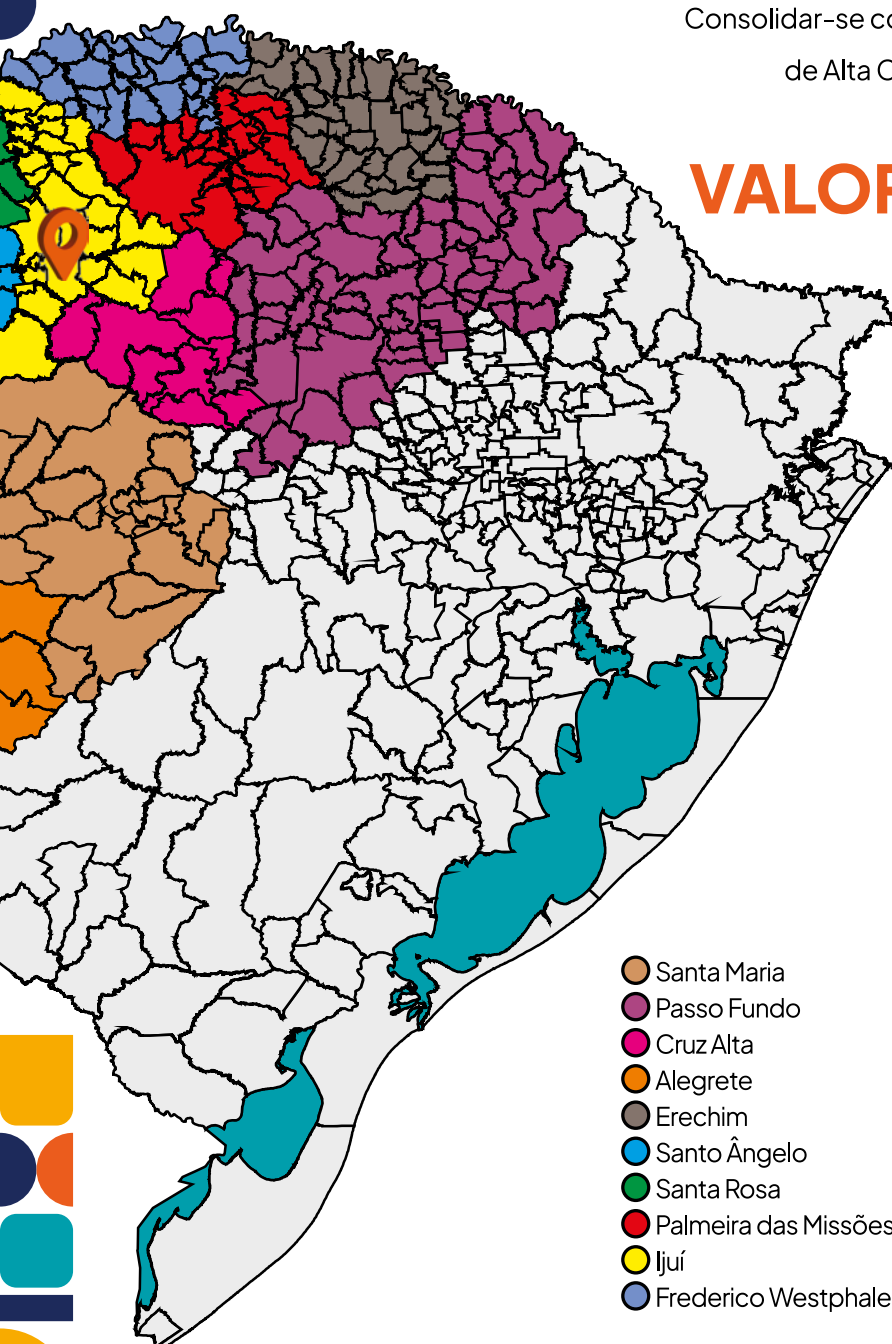 Consolidar-se co
de Alta C
VALOR
Santa Maria
Passo Fundo
Cruz Alta
Alegrete
Erechim
Santo Ângelo
Santa Rosa
Palmeira das Missões
Ijuí
Frederico Westphale